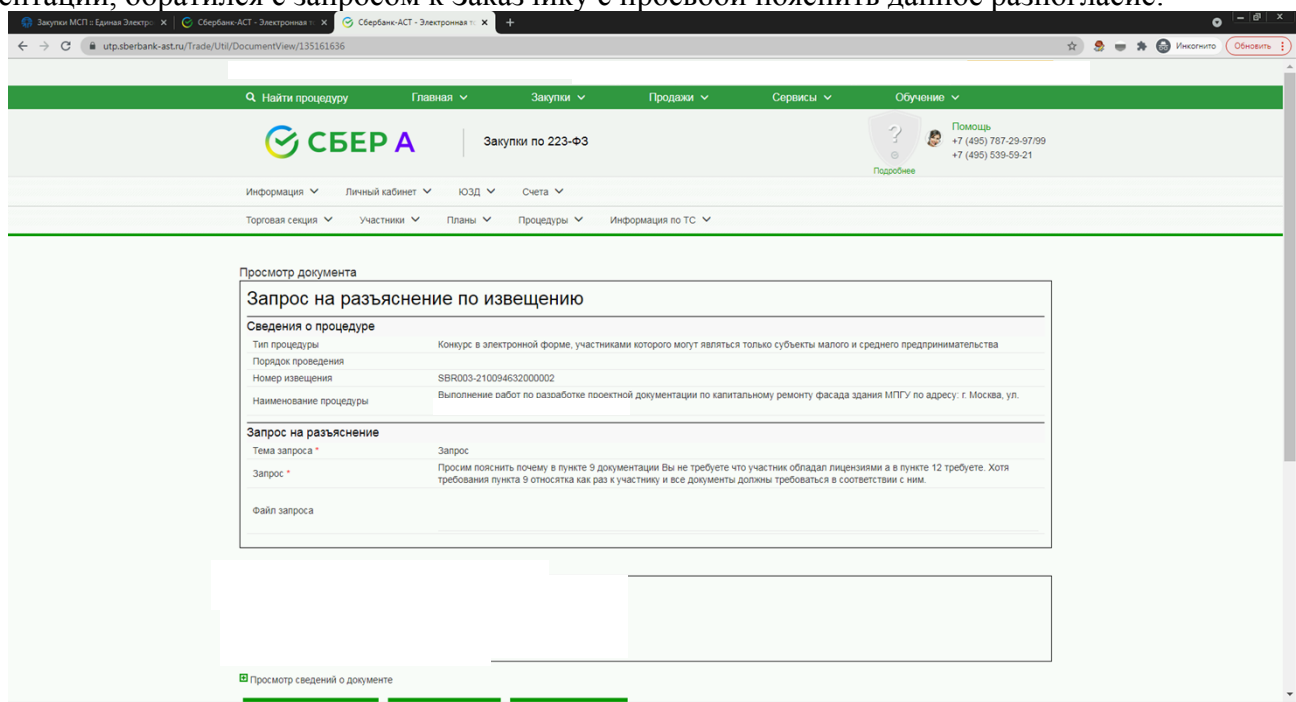 ентации, обратился с запросом к Заказчику с просьбой пояснить данное разногласие:
Закупки МСП :: Единая Электро Сбербанк-АСТ - Электронная т Сбербанк-АСТ - Электронная т
utp.sberbank-ast.ru/Trade/Util/DocumentView/135161636 Инкогнито Обновить
Найти процедуру Главная Закупки Продажи Сервисы Обучение
СБЕР А Закупки по 223-ФЗ
Помощь
+7 (495) 787-29-97/99
+7 (495) 539-59-21
Подробнее
Информация Личный кабинет ЮЗД Счета
Торговая секция Участники Планы Процедуры Информация по ТС
Просмотр документа
Запрос на разъяснение по извещению
Сведения о процедуре
Тип процедуры Конкурс в электронной форме, участниками которого могут являться только субъекты малого и среднего предпринимательства
Порядок проведения
Номер извещения SBR003-210094632000002
Наименование процедуры Выполнение работ по разработке проектной документации по капитальному ремонту фасада здания МПГУ по адресу: г. Москва, ул.
Запрос на разъяснение
Тема запроса * Запрос
Запрос * Просим пояснить почему в пункте 9 документации Вы не требуете что участник обладал лицензиями а в пункте 12 требуете. Хотя
требования пункта 9 относятка как раз к участнику и все документы должны требоваться в соответствии с ним.
Файл запроса
Просмотр сведений о документе